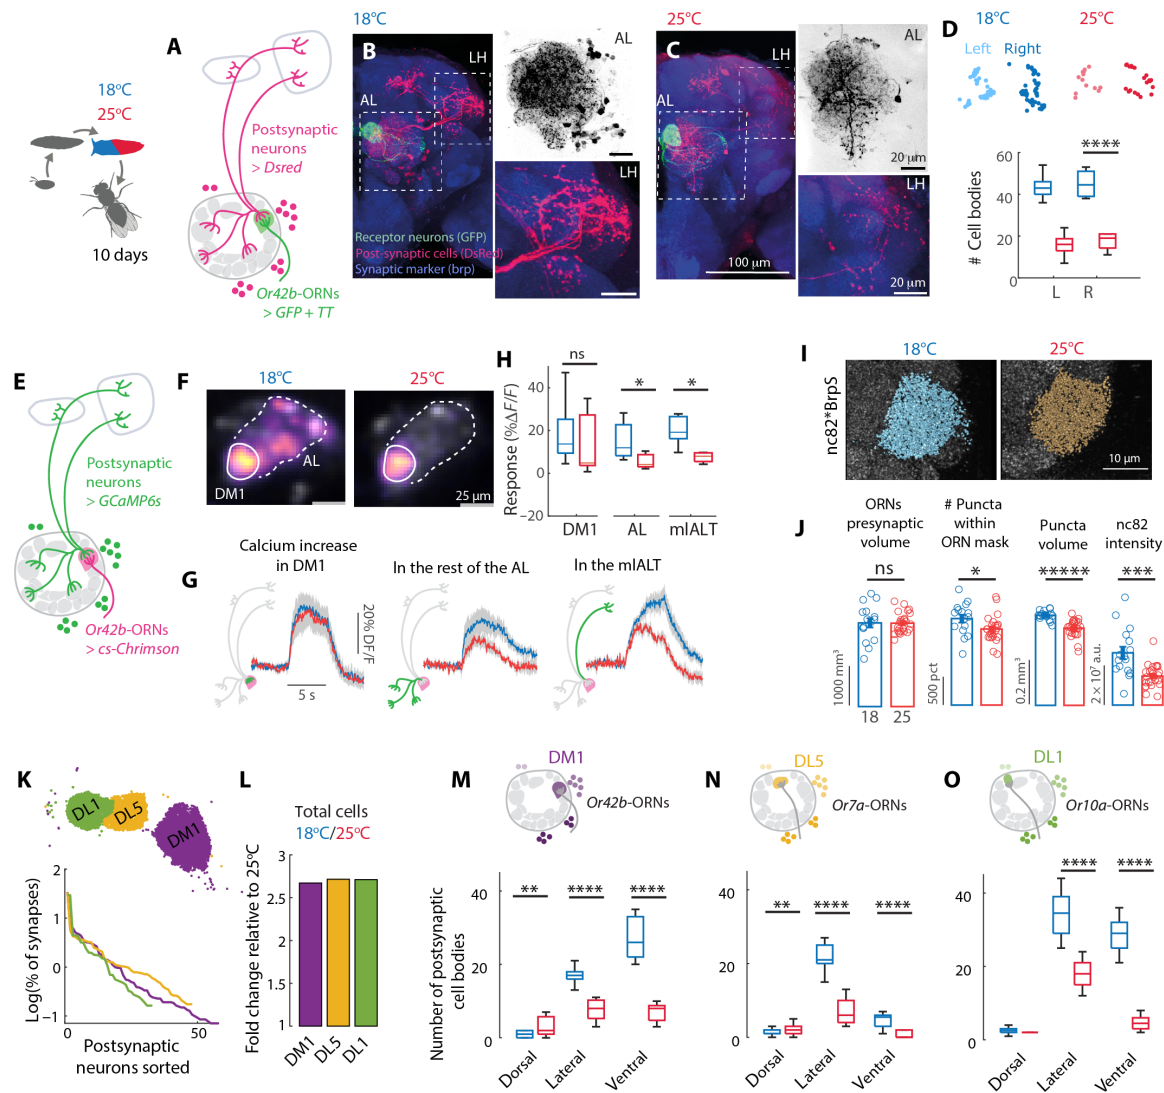 18°C
25°C
10 days
A
Postsynaptic
neurons
> Dsred
Or42b-ORNs
> GFP + TT
18°C
B
LH
AL
Receptor neurons (GFP)
Post-synaptic cells (DsRed)
Synaptic marker (brp)
AL
LH
25°C
C
LH
AL
100 µm
AL
20 µm
LH
20 µm
D
18°C
25°C
Left
Right
****
# Cell bodies
60
40
20
0
L
R
E
Postsynaptic
neurons
> GCaMP6s
Or42b-ORNs
> cs-Chrimson
F
18°C
25°C
DM1
AL
25 µm
H
ns
*
*
Response (%ΔF/F)
40
20
0
−20
DM1
AL
mlALT
G
Calcium increase
in DM1
In the rest of the AL
In the mlALT
20% DF/F
5 s
I
18°C
25°C
nc82*BrpS
10 µm
J
ORNs
presynaptic
volume
# Puncta
within
ORN mask
Puncta
volume
nc82
intensity
ns
*
*****
***
1000 mm³
500 pct
0.2 mm³
2 × 10⁷ a.u.
18
25
K
DL1
DL5
DM1
Log(% of synapses)
2
1
0
−1
0
50
Postsynaptic
neurons sorted
L
Total cells
18°C/25°C
Fold change relative to 25°C
3
2.5
2
1.5
1
DM1
DL5
DL1
M
DM1
Or42b-ORNs
**
****
****
Number of postsynaptic
cell bodies
40
20
0
Dorsal
Lateral
Ventral
N
DL5
Or7a-ORNs
**
****
****
40
20
0
Dorsal
Lateral
Ventral
O
DL1
Or10a-ORNs
****
****
40
20
0
Dorsal
Lateral
Ventral